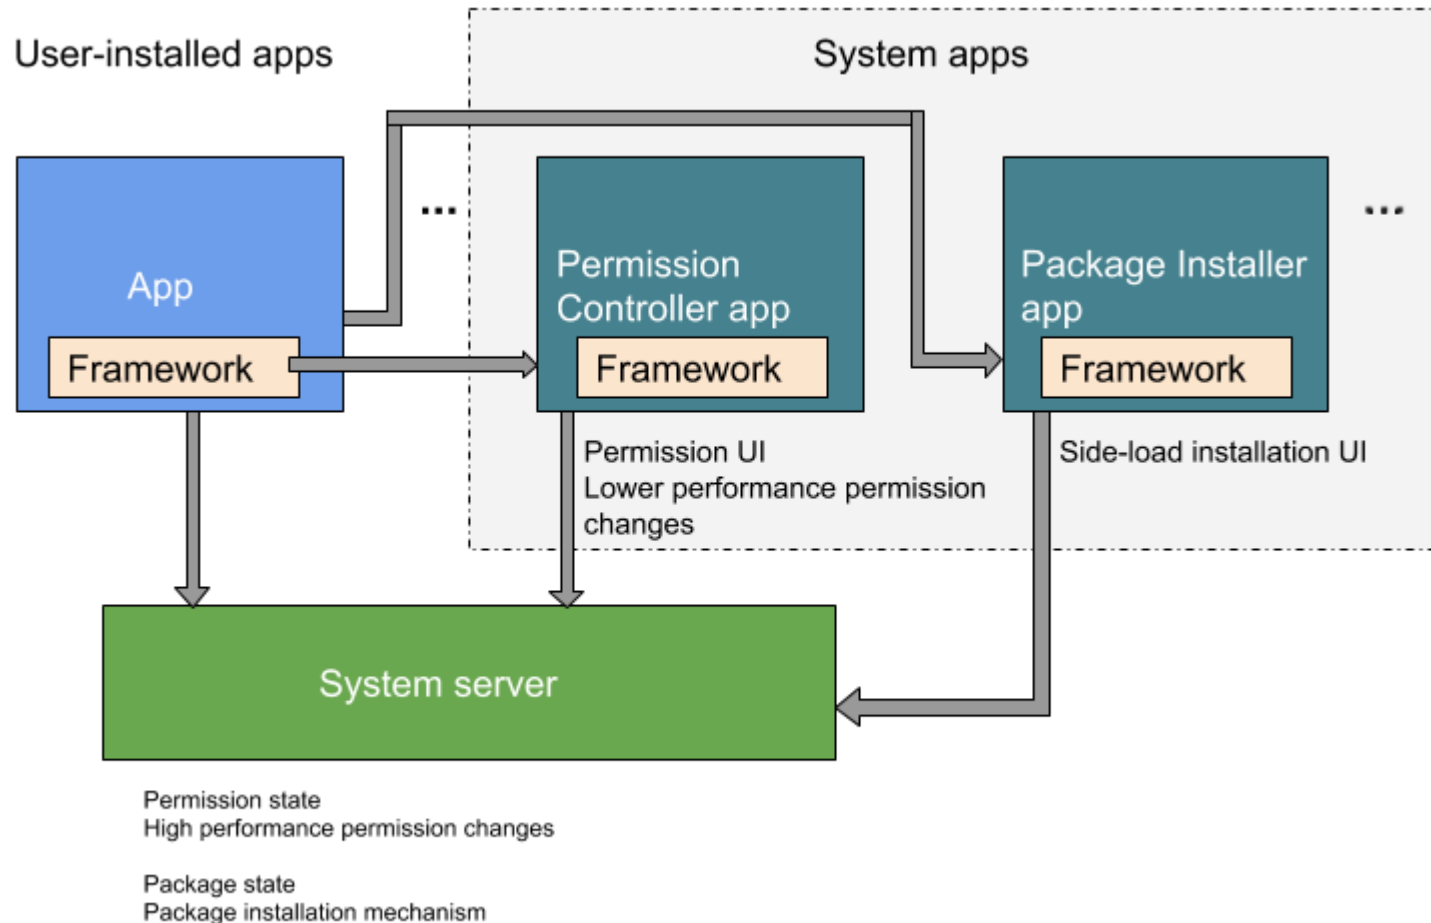 User-installed apps
System apps
...
...
App
Framework
Permission
Controller app
Framework
Package Installer
app
Framework
Permission UI
Lower performance permission
changes
Side-load installation UI
System server
Permission state
High performance permission changes
Package state
Package installation mechanism